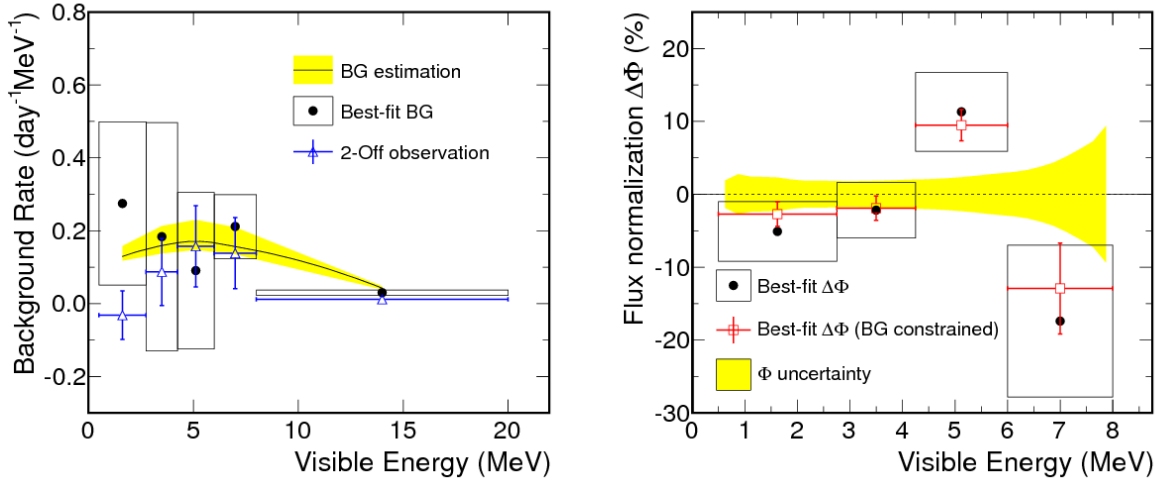 Background Rate (day⁻¹MeV⁻¹)
0.8
0.6
0.4
0.2
0.0
-0.2
BG estimation
Best-fit BG
2-Off observation
0 5 10 15 20
Visible Energy (MeV)
Flux normalization ΔΦ (%)
20
10
0
-10
-20
-30
Best-fit ΔΦ
Best-fit ΔΦ (BG constrained)
Φ uncertainty
0 1 2 3 4 5 6 7 8
Visible Energy (MeV)